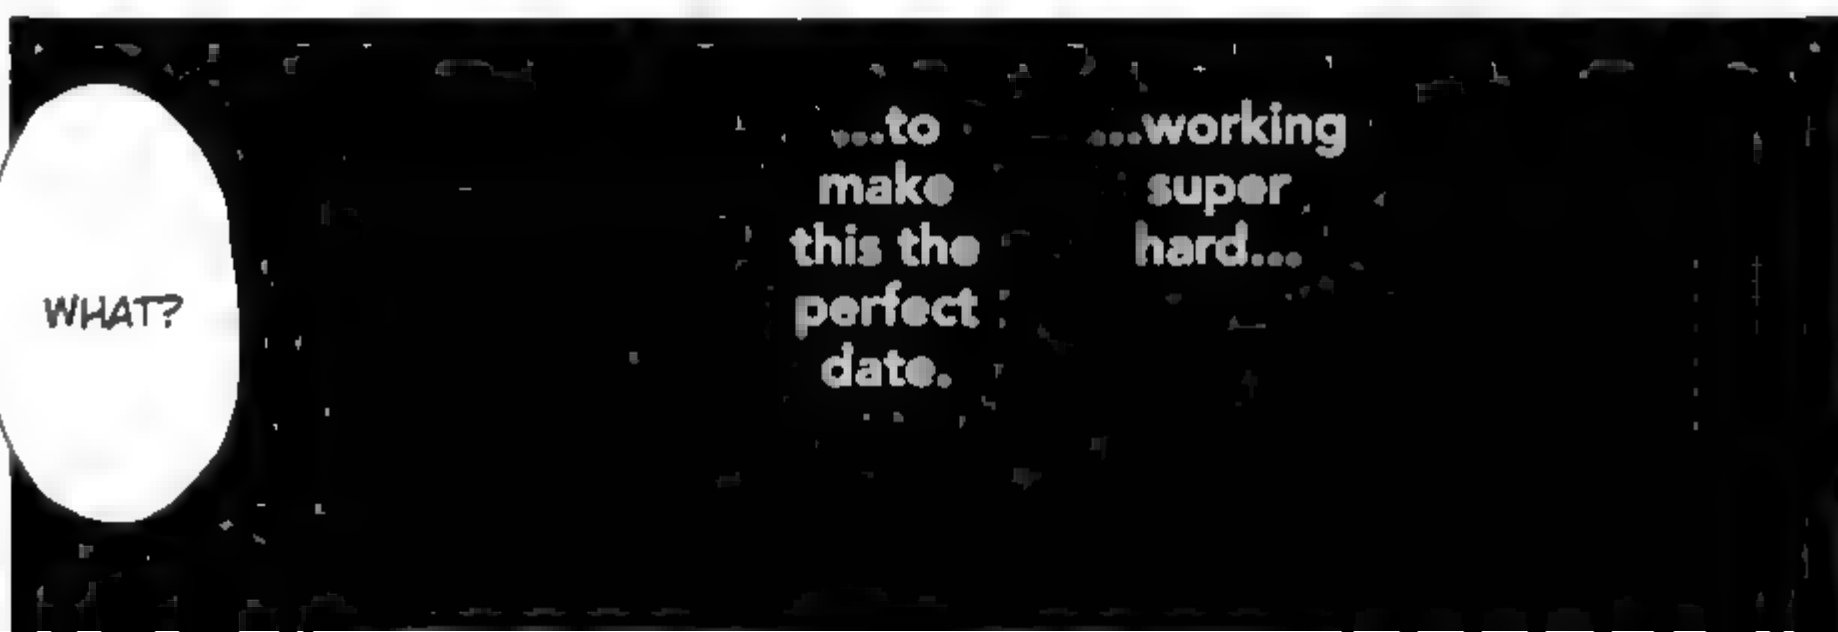 ...working
super
hard...
...to
make
this the
perfect
date.
WHAT?